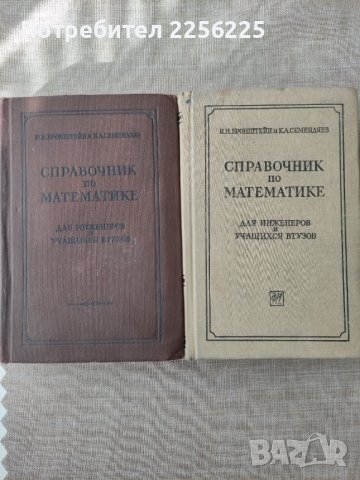 Потребител 2256225
И.Н.БРОНШТЕЙН и К.А.СЕМЕНДЯЕВ
СПРАВОЧНИК
ПО
МАТЕМАТИКЕ
ДЛЯ ИНЖЕНЕРОВ
И
УЧАЩИХСЯ ВТУЗОВ
И.Н.БРОНШТЕЙН и К.А.СЕМЕНДЯЕВ
СПРАВОЧНИК
ПО
МАТЕМАТИКЕ
ДЛЯ ИНЖЕНЕРОВ
И
УЧАЩИХСЯ ВТУЗОВ
BAZAR